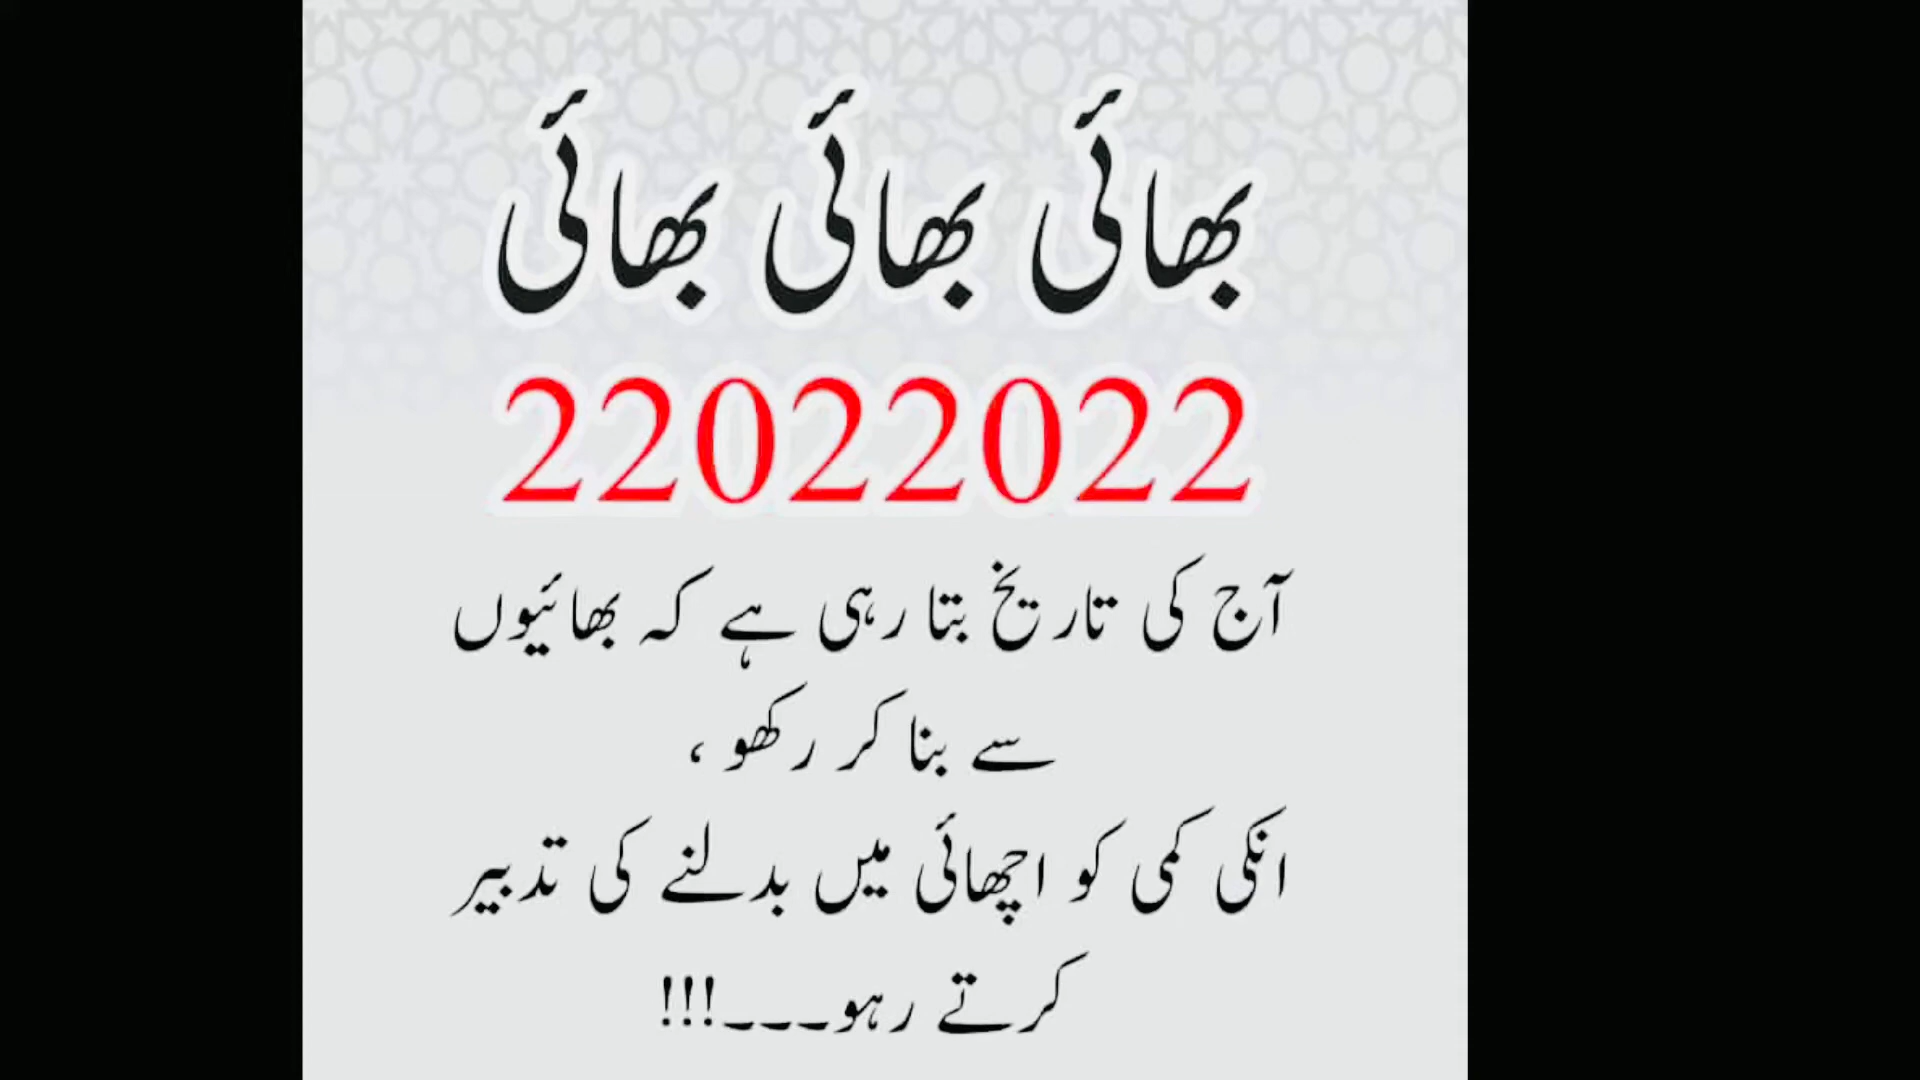 بھائی بھائی بھائی
22022022
آج کی تاریخ بتا رہی ہے کہ بھائیوں
سے بنا کر رکھو ،
انکی کمی کو اچھائی میں بدلنے کی تدبیر
کرتے رہو۔۔۔!!!